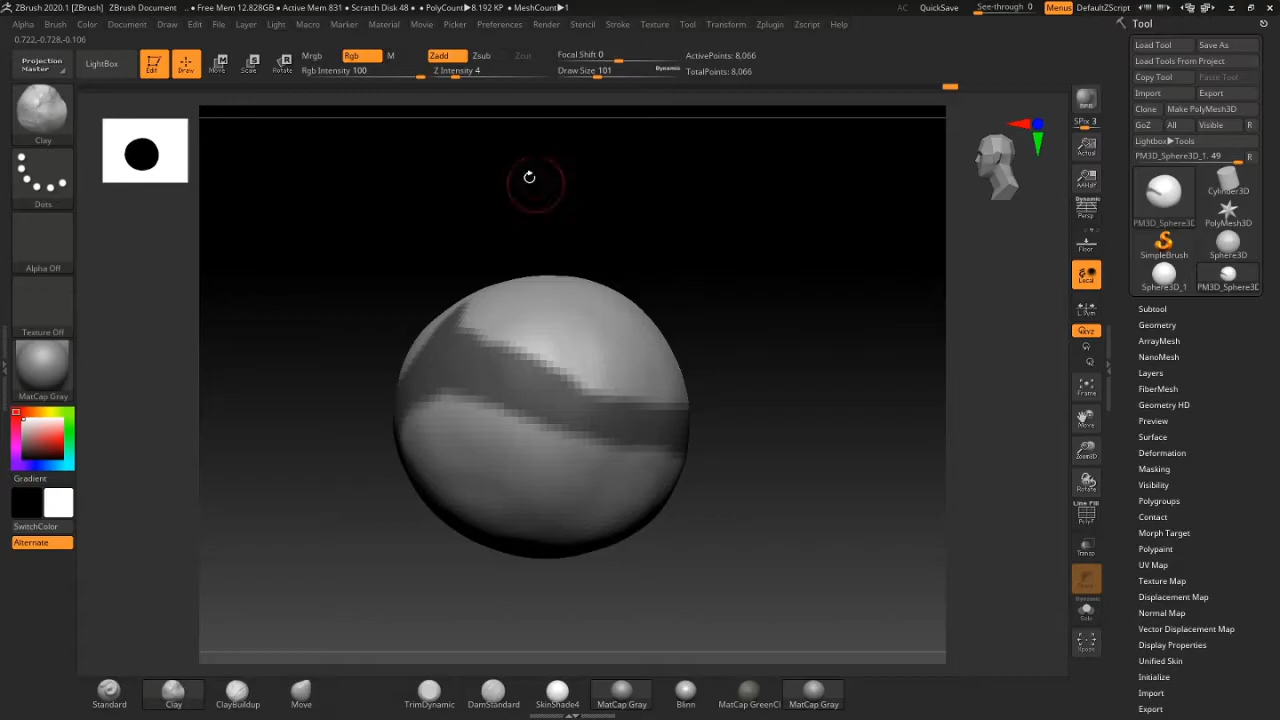 ZBrush 2020.1 [ZBrush] ZBrush Document • Free Mem 12.828GB • Active Mem 831 • Scratch Disk 48 • PolyCount▶8.192 KP • MeshCount▶1 AC QuickSave See-through 0 Menus DefaultZScript
Alpha Brush Color Document Draw Edit File Layer Light Macro Marker Material Movie Picker Preferences Render Stencil Stroke Texture Tool Transform Zplugin Zscript Help
0.722,-0.728,-0.106
Projection Master
LightBox
Edit
Draw
Move
Scale
Rotate
Mrgb Rgb M
Rgb Intensity 100
Zadd Zsub Zcut
Z Intensity 4
Focal Shift 0
Draw Size 101 Dynamic
ActivePoints: 8,066
TotalPoints: 8,066
Clay
Dots
Alpha Off
Texture Off
MatCap Gray
Gradient
SwitchColor
Alternate
BPR
SPix 3
Actual
AAHalf
Dynamic
Persp
Floor
Local
L.Sym
Frame
Move
Zoom3D
Rotate
Line Fill
PolyF
Transp
Dynamic
Solo
Xpose
Tool
Load Tool Save As
Load Tools From Project
Copy Tool Paste Tool
Import Export
Clone Make PolyMesh3D
GoZ All Visible R
Lightbox▶Tools
PM3D_Sphere3D_1. 49 R
PM3D_Sphere3D
Cylinder3D
PolyMesh3D
SimpleBrush
Sphere3D
Sphere3D_1
PM3D_Sphere3D
Subtool
Geometry
ArrayMesh
NanoMesh
Layers
FiberMesh
Geometry HD
Preview
Surface
Deformation
Masking
Visibility
Polygroups
Contact
Morph Target
Polypaint
UV Map
Texture Map
Displacement Map
Normal Map
Vector Displacement Map
Display Properties
Unified Skin
Initialize
Import
Export
Standard Clay ClayBuildup Move TrimDynamic DamStandard SkinShade4 MatCap Gray Blinn MatCap GreenCl MatCap Gray